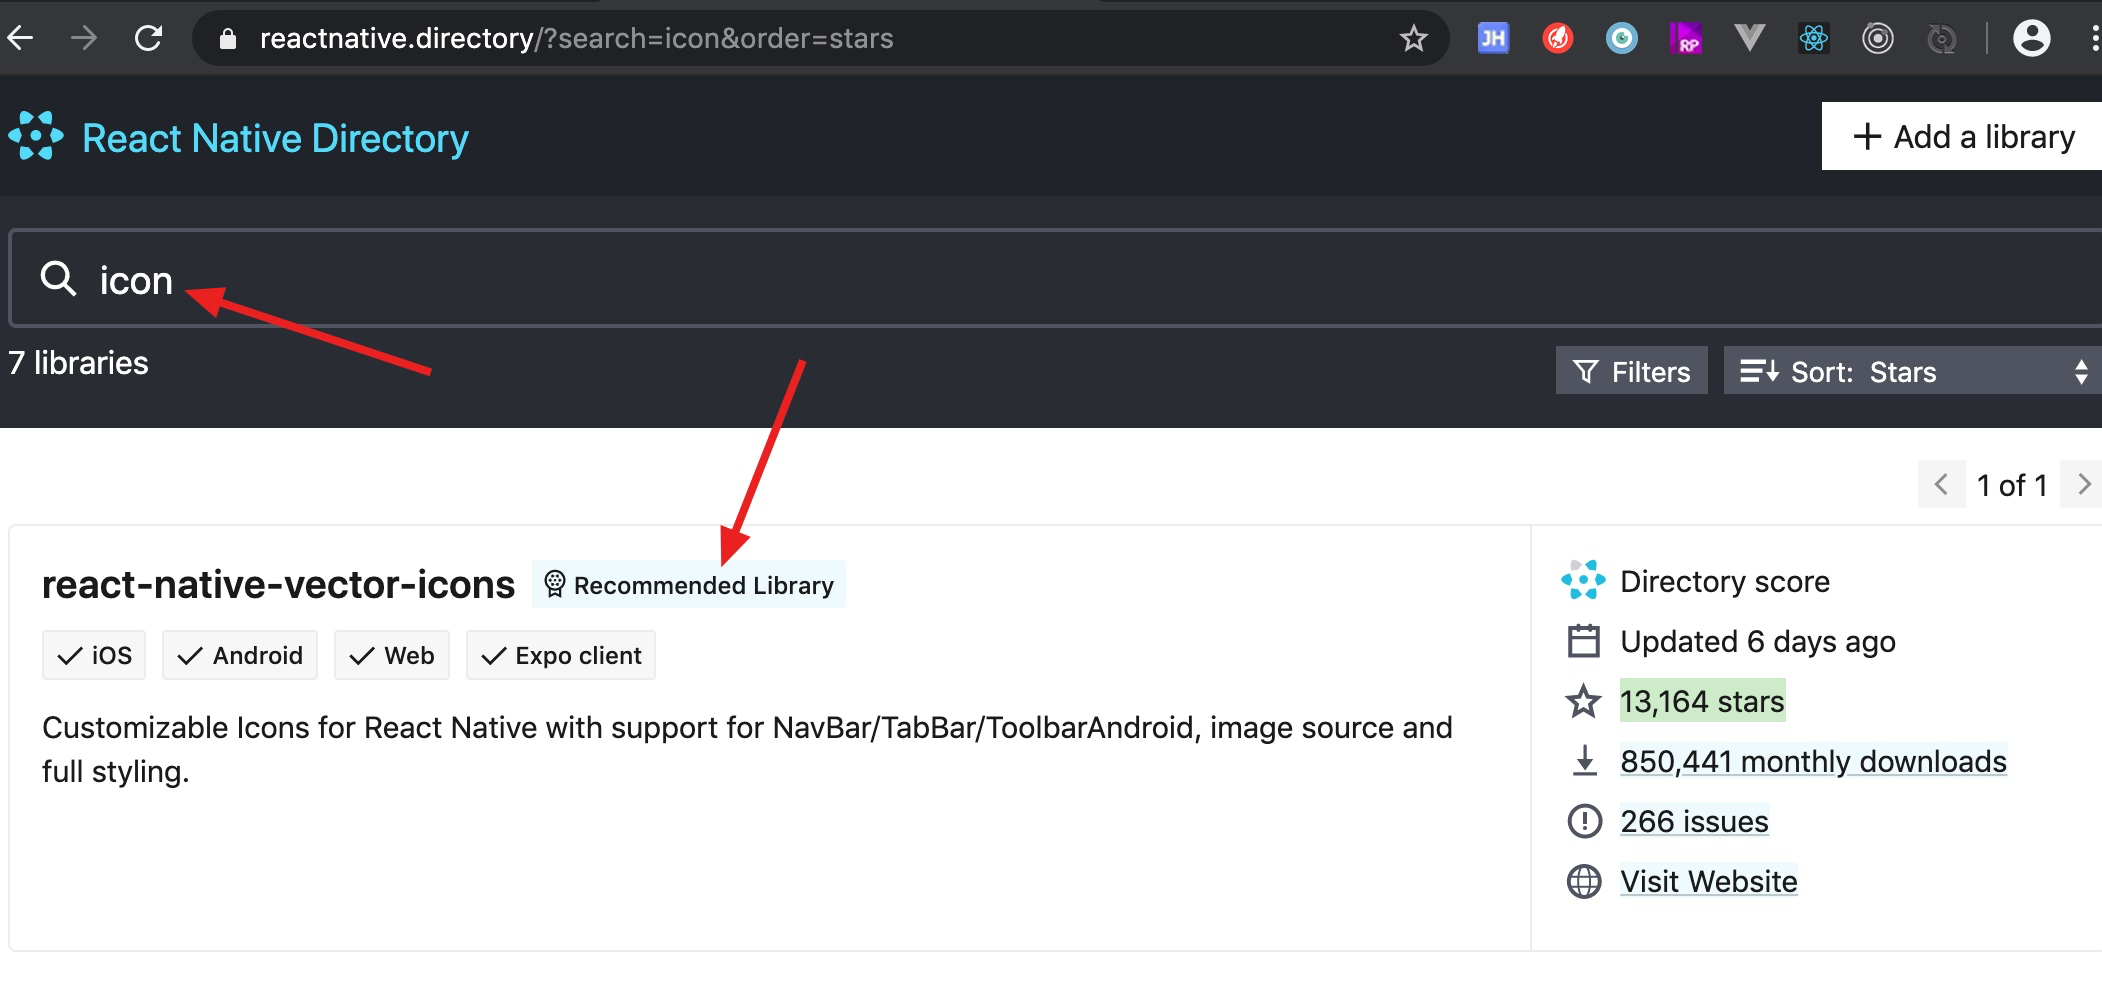 reactnative.directory/?search=icon&order=stars
JH
RP
React Native Directory
+ Add a library
icon
7 libraries
Filters
Sort: Stars
1 of 1
react-native-vector-icons
Recommended Library
iOS
Android
Web
Expo client
Customizable Icons for React Native with support for NavBar/TabBar/ToolbarAndroid, image source and
full styling.
Directory score
Updated 6 days ago
13,164 stars
850,441 monthly downloads
266 issues
Visit Website